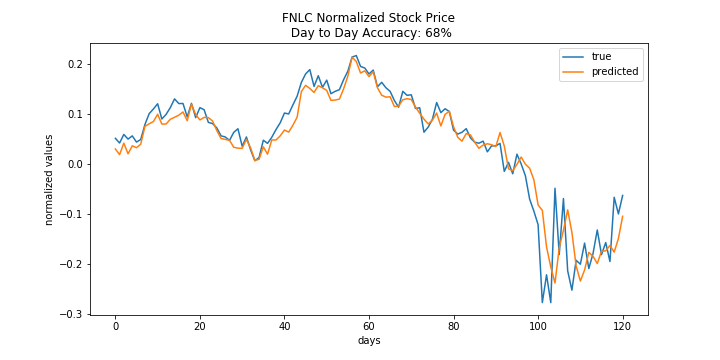 FNLC Normalized Stock Price
Day to Day Accuracy: 68%
true
predicted
normalized values
0.2
0.1
0.0
−0.1
−0.2
−0.3
0
20
40
60
80
100
120
days